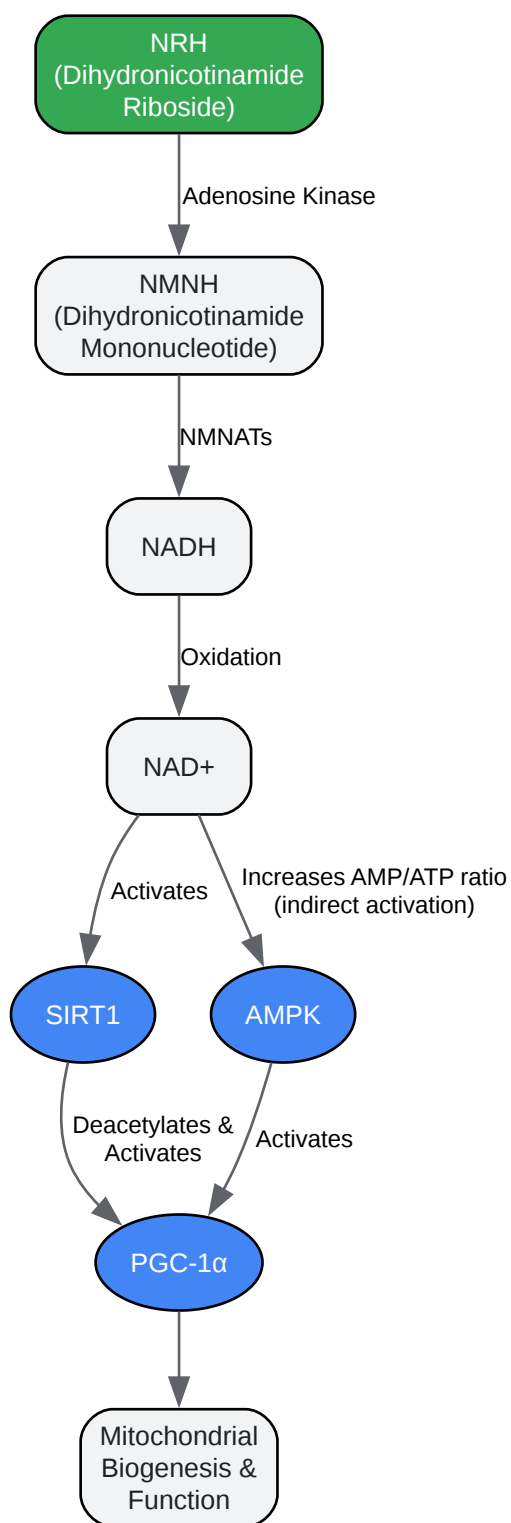 NRH
(Dihydronicotinamide
Riboside)
Adenosine Kinase
NMNH
(Dihydronicotinamide
Mononucleotide)
NMNATs
NADH
Oxidation
NAD+
Activates
Increases AMP/ATP ratio
(indirect activation)
SIRT1
AMPK
Deacetylates &
Activates
Activates
PGC-1α
Mitochondrial
Biogenesis &
Function